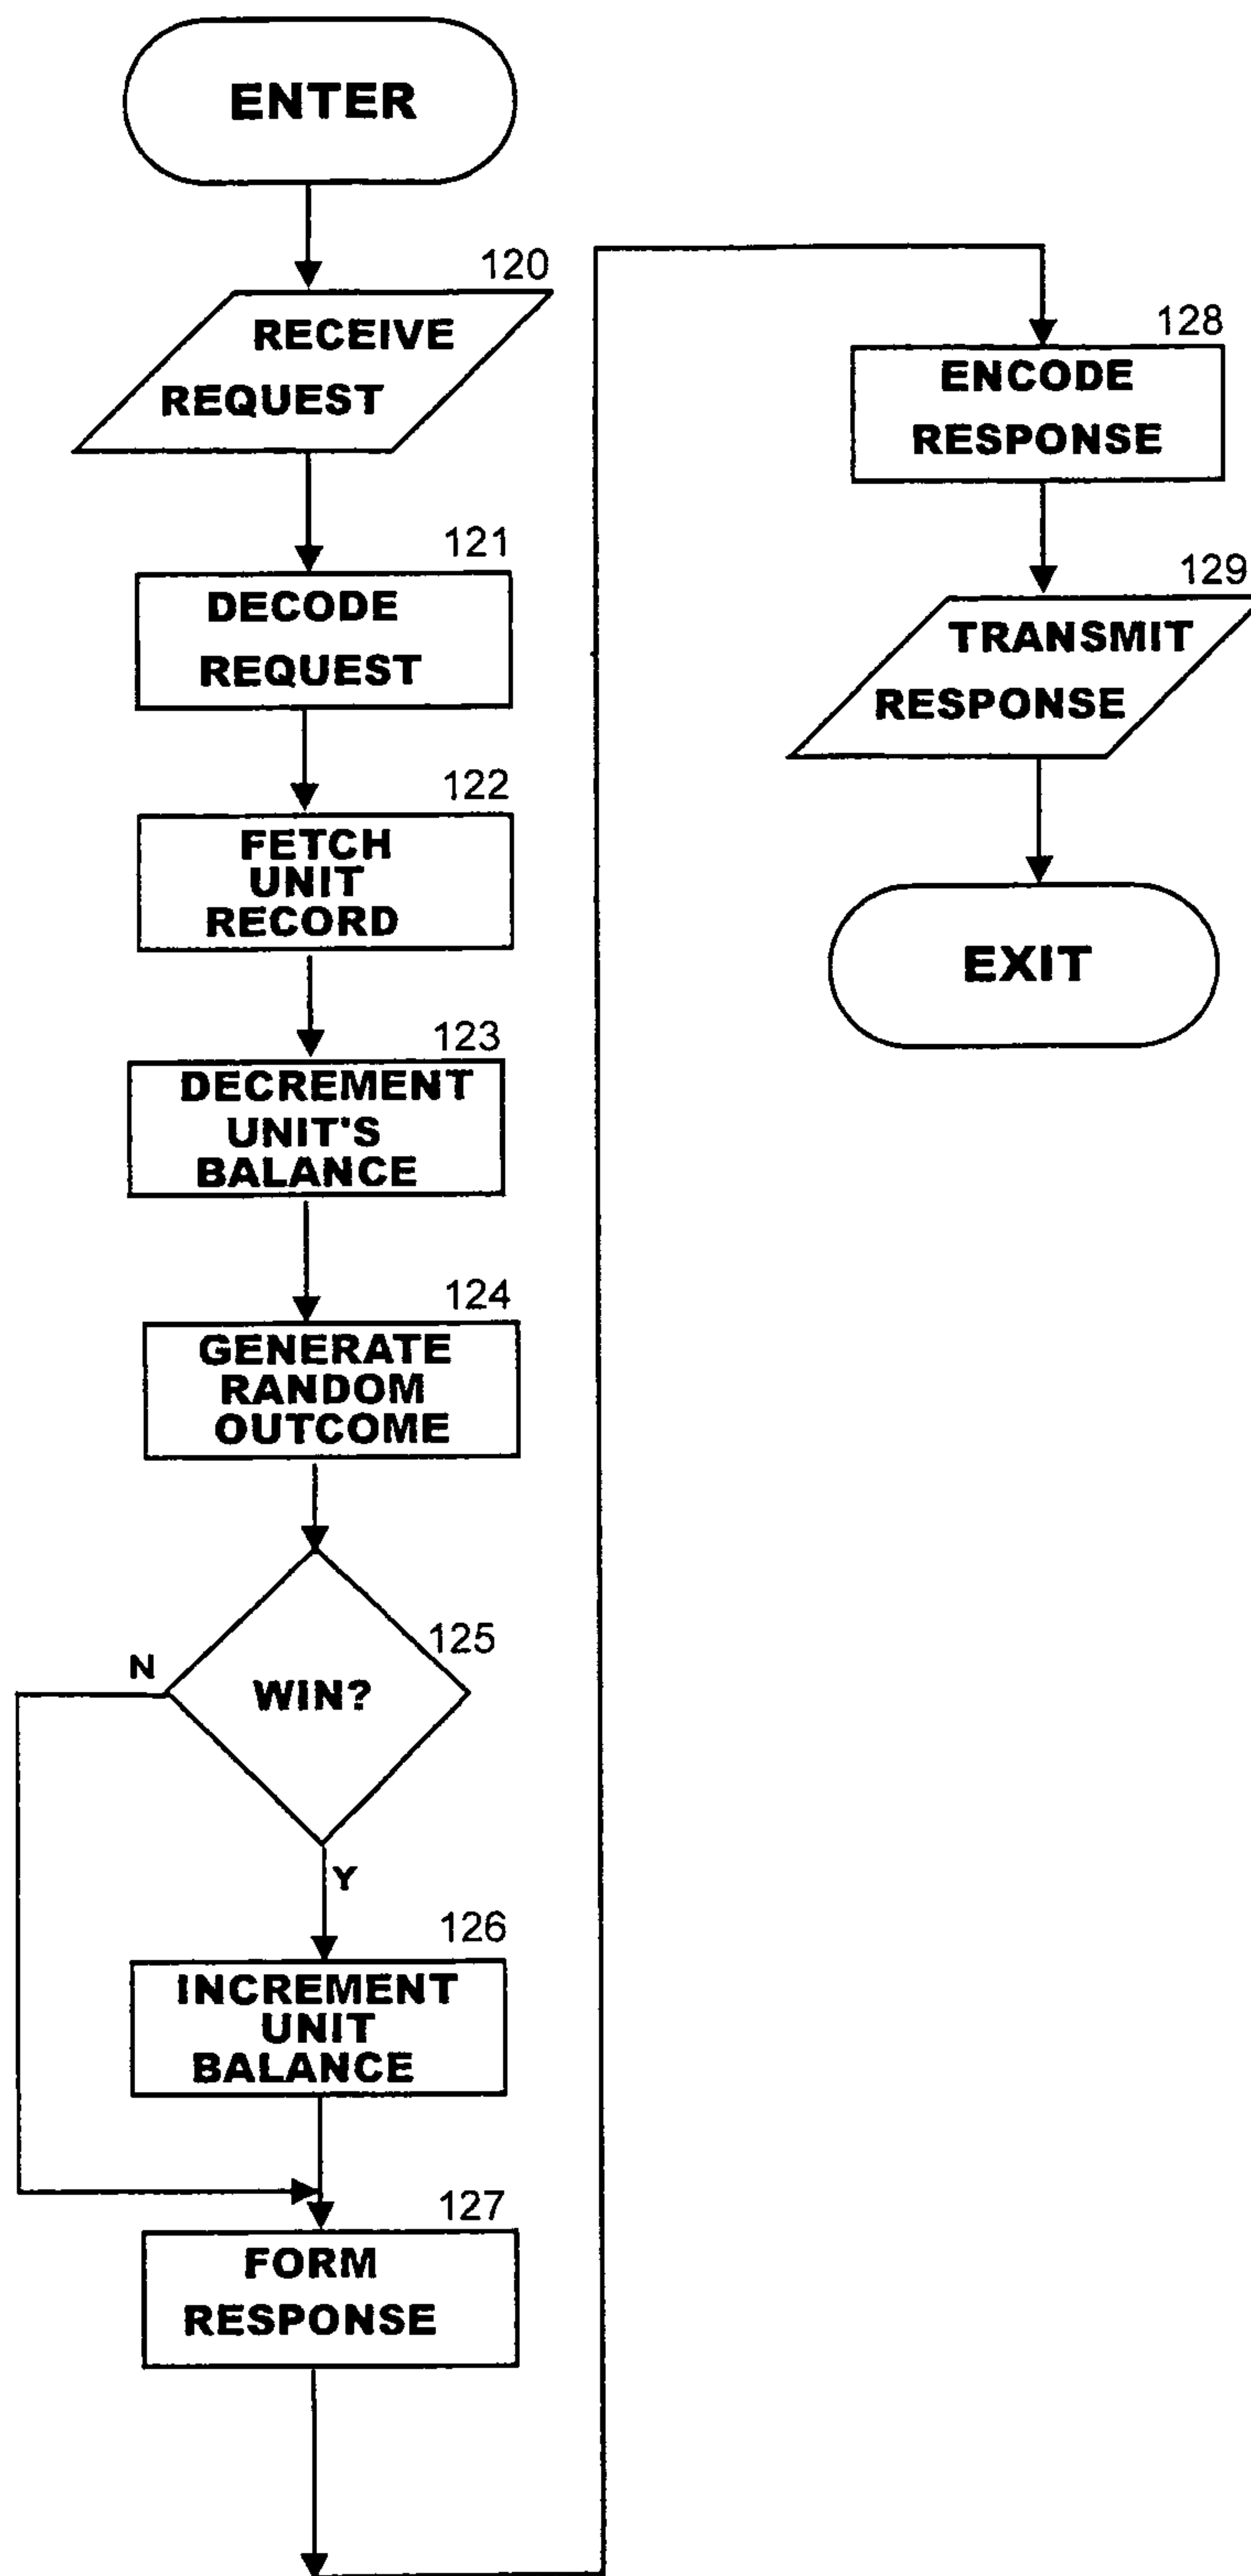 ENTER
120
RECEIVE
REQUEST
121
DECODE
REQUEST
122
FETCH
UNIT
RECORD
123
DECREMENT
UNIT'S
BALANCE
124
GENERATE
RANDOM
OUTCOME
125
N
WIN?
Y
126
INCREMENT
UNIT
BALANCE
127
FORM
RESPONSE
128
ENCODE
RESPONSE
129
TRANSMIT
RESPONSE
EXIT